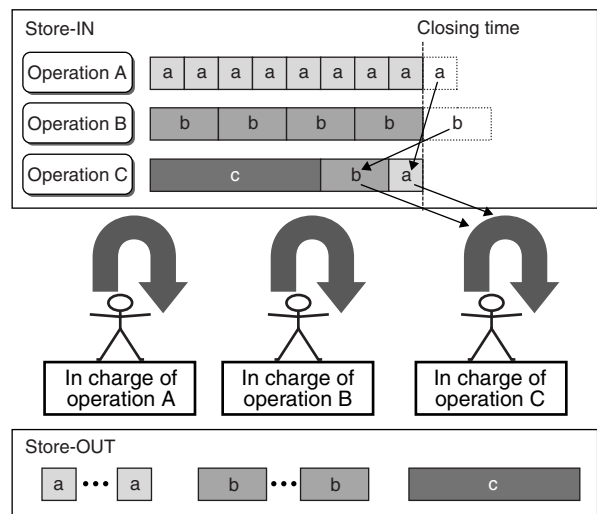 Store-IN
Closing time
Operation A
a a a a a a a a a
Operation B
b b b b b
Operation C
c b a
In charge of
operation A
In charge of
operation B
In charge of
operation C
Store-OUT
a ••• a b ••• b c